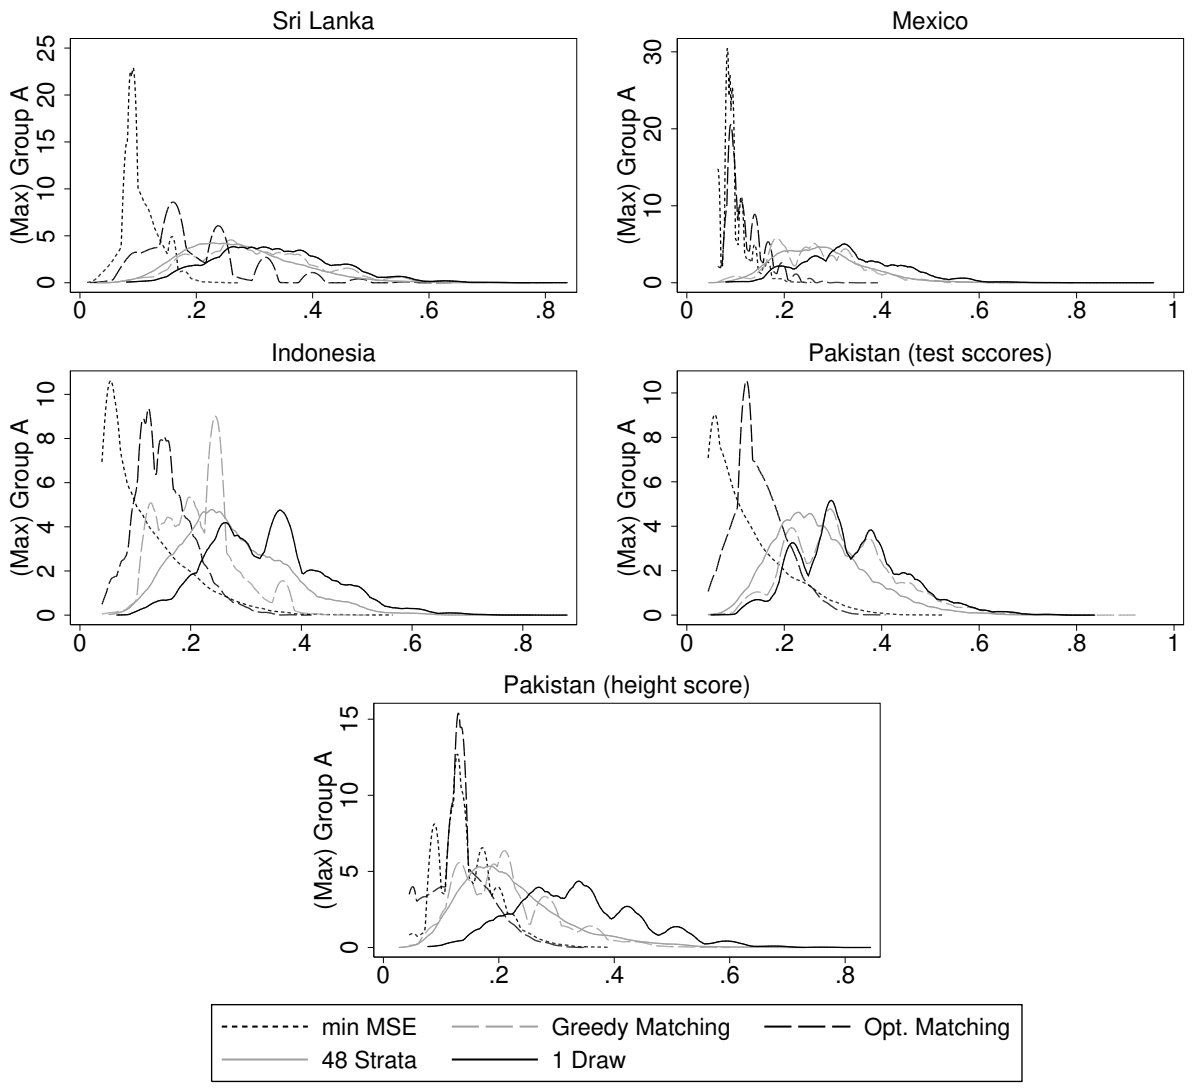 Sri Lanka
(Max) Group A
0 5 10 15 20 25
0 .2 .4 .6 .8
Mexico
(Max) Group A
0 10 20 30
0 .2 .4 .6 .8 1
Indonesia
(Max) Group A
0 2 4 6 8 10
0 .2 .4 .6 .8
Pakistan (test sccores)
(Max) Group A
0 2 4 6 8 10
0 .2 .4 .6 .8 1
Pakistan (height score)
(Max) Group A
0 5 10 15
0 .2 .4 .6 .8
min MSE Greedy Matching Opt. Matching
48 Strata 1 Draw